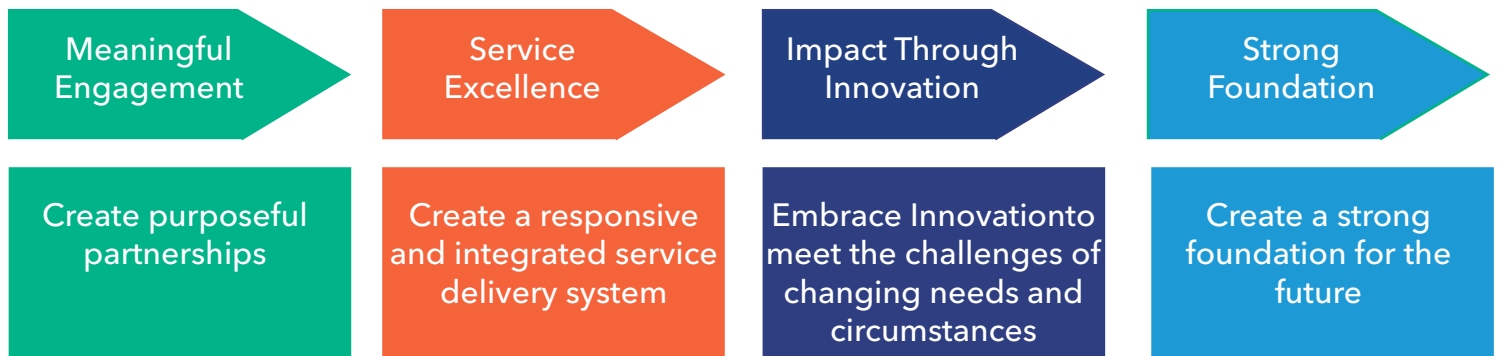 Meaningful
Engagement
Service
Excellence
Impact Through
Innovation
Strong
Foundation
Create purposeful
partnerships
Create a responsive
and integrated service
delivery system
Embrace Innovationto
meet the challenges of
changing needs and
circumstances
Create a strong
foundation for the
future